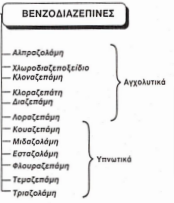 ΒΕΝΖΟΔΙΑΖΕΠΙΝΕΣ
Αλπραζολάμη
Χλωροδιαζεποξείδιο
Κλοναζεπάμη
Κλοραζεπάτη
Διαζεπάμη
Αγχολυτικά
Λοραζεπάμη
Κουαζεπάμη
Μιδαζολάμη
Εσταζολάμη
Φλουραζεπάμη
Τεμαζεπάμη
Τριαζολάμη
Υπνωτικά